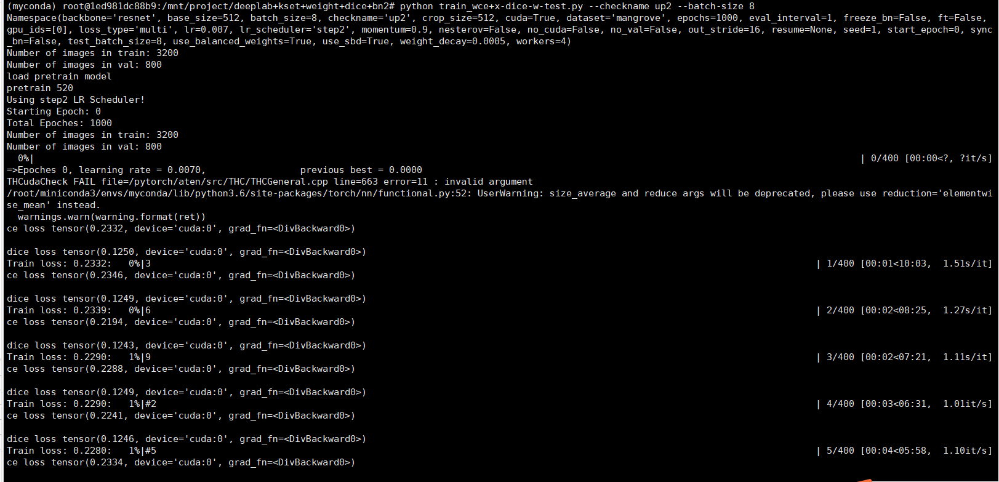 (myconda) root@1ed981dc88b9:/mnt/project/deeplab+kset+weight+dice+bn2# python train_wce+x-dice-w-test.py --checkname up2 --batch-size 8
Namespace(backbone='resnet', base_size=512, batch_size=8, checkname='up2', crop_size=512, cuda=True, dataset='mangrove', epochs=1000, eval_interval=1, freeze_bn=False, ft=False,
gpu_ids=[0], loss_type='multi', lr=0.007, lr_scheduler='step2', momentum=0.9, nesterov=False, no_cuda=False, no_val=False, out_stride=16, resume=None, seed=1, start_epoch=0, sync
_bn=False, test_batch_size=8, use_balanced_weights=True, use_sbd=True, weight_decay=0.0005, workers=4)
Number of images in train: 3200
Number of images in val: 800
load pretrain model
pretrain 520
Using step2 LR Scheduler!
Starting Epoch: 0
Total Epoches: 1000
Number of images in train: 3200
Number of images in val: 800
0%| | 0/400 [00:00<?, ?it/s]
=>Epoches 0, learning rate = 0.0070, previous best = 0.0000
THCudaCheck FAIL file=/pytorch/aten/src/THC/THCGeneral.cpp line=663 error=11 : invalid argument
/root/miniconda3/envs/myconda/lib/python3.6/site-packages/torch/nn/functional.py:52: UserWarning: size_average and reduce args will be deprecated, please use reduction='elementwi
se_mean' instead.
warnings.warn(warning.format(ret))
ce loss tensor(0.2332, device='cuda:0', grad_fn=<DivBackward0>)
dice loss tensor(0.1250, device='cuda:0', grad_fn=<DivBackward0>)
Train loss: 0.2332: 0%|3 | 1/400 [00:01<10:03, 1.51s/it]
ce loss tensor(0.2346, device='cuda:0', grad_fn=<DivBackward0>)
dice loss tensor(0.1249, device='cuda:0', grad_fn=<DivBackward0>)
Train loss: 0.2339: 0%|6 | 2/400 [00:02<08:25, 1.27s/it]
ce loss tensor(0.2194, device='cuda:0', grad_fn=<DivBackward0>)
dice loss tensor(0.1243, device='cuda:0', grad_fn=<DivBackward0>)
Train loss: 0.2290: 1%|9 | 3/400 [00:02<07:21, 1.11s/it]
ce loss tensor(0.2288, device='cuda:0', grad_fn=<DivBackward0>)
dice loss tensor(0.1249, device='cuda:0', grad_fn=<DivBackward0>)
Train loss: 0.2290: 1%|#2 | 4/400 [00:03<06:31, 1.01it/s]
ce loss tensor(0.2241, device='cuda:0', grad_fn=<DivBackward0>)
dice loss tensor(0.1246, device='cuda:0', grad_fn=<DivBackward0>)
Train loss: 0.2280: 1%|#5 | 5/400 [00:04<05:58, 1.10it/s]
ce loss tensor(0.2334, device='cuda:0', grad_fn=<DivBackward0>)